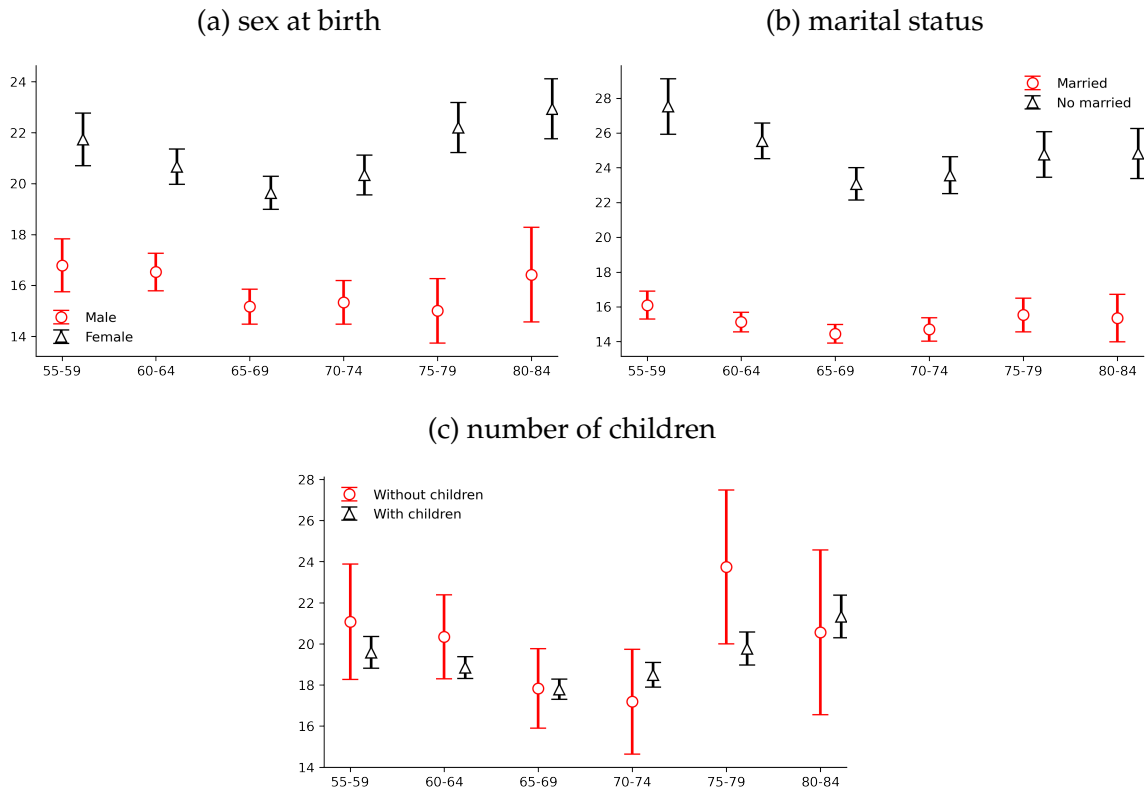 (a) sex at birth
24
22
20
18
16
14
Male
Female
55-59 60-64 65-69 70-74 75-79 80-84
(b) marital status
28
26
24
22
20
18
16
14
Married
No married
55-59 60-64 65-69 70-74 75-79 80-84
(c) number of children
28
26
24
22
20
18
16
14
Without children
With children
55-59 60-64 65-69 70-74 75-79 80-84